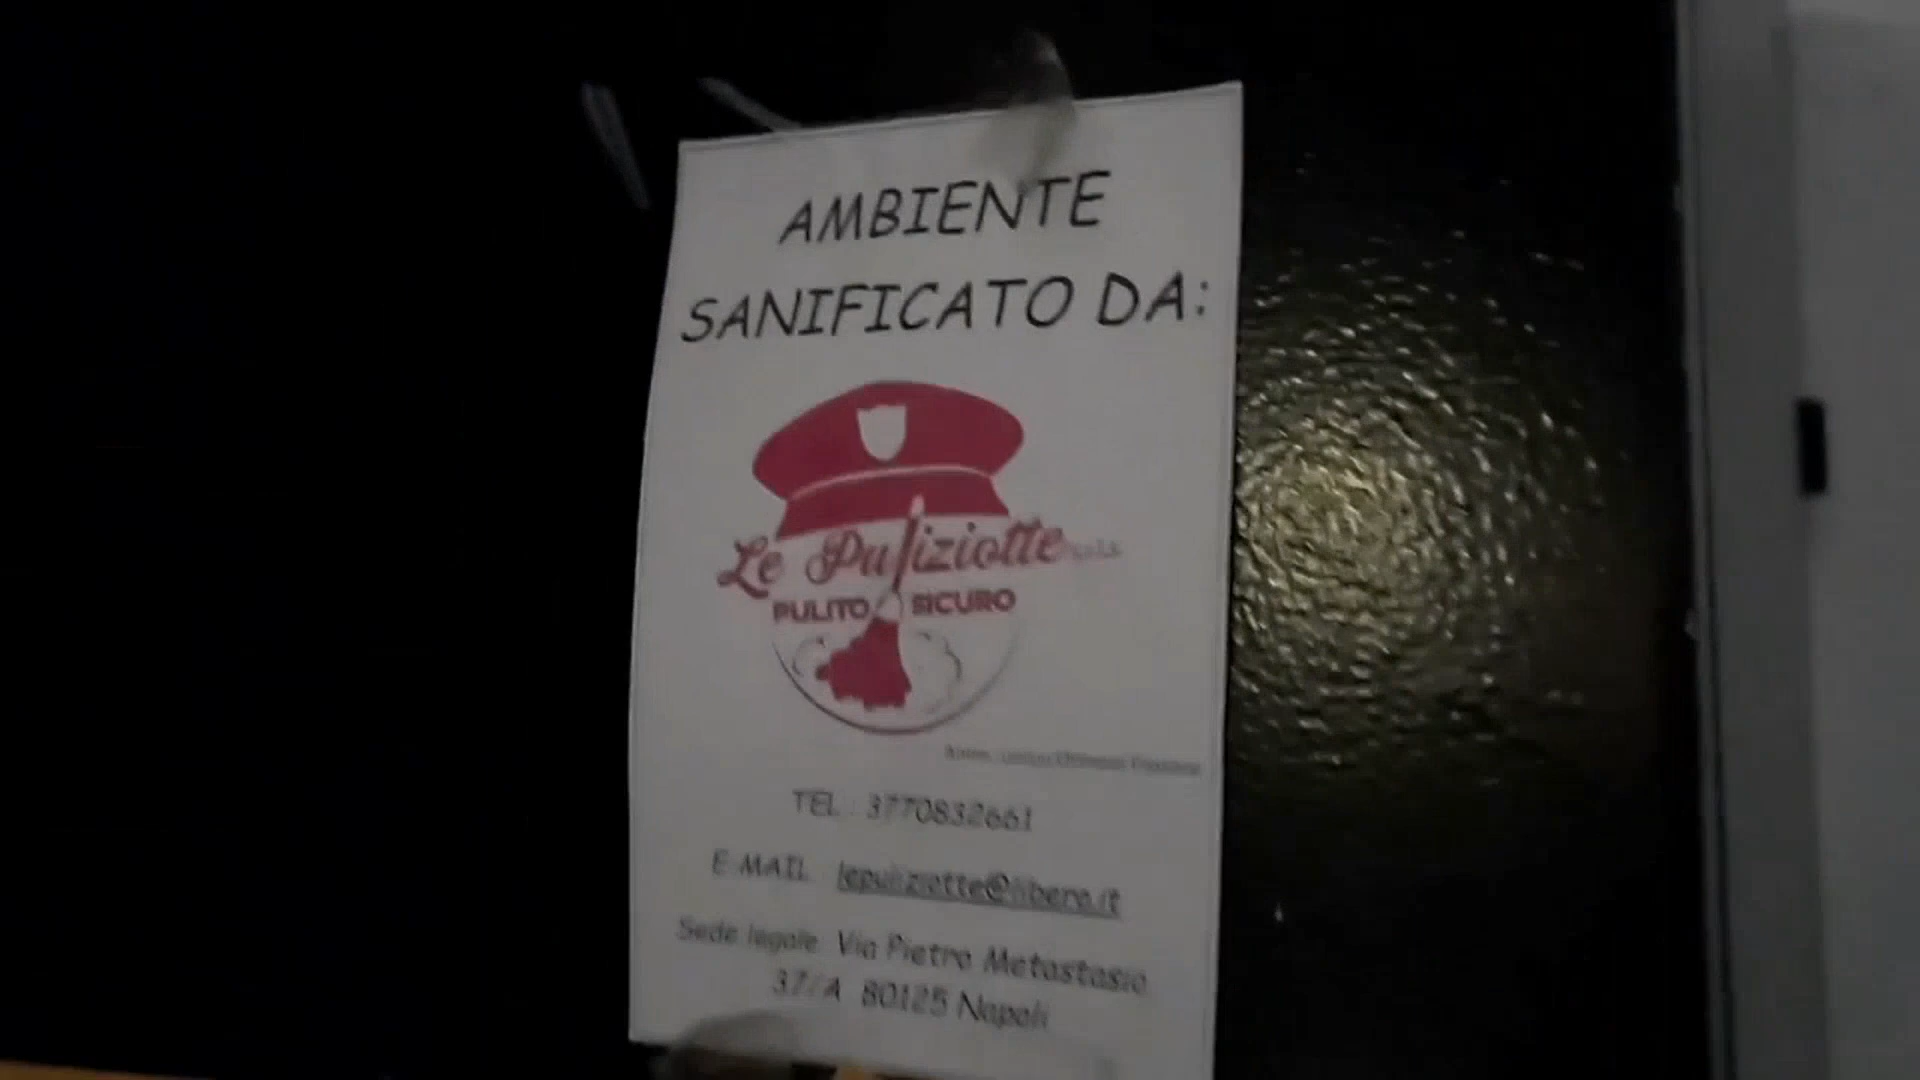 AMBIENTE
SANIFICATO DA:
Le Puliziotte
PULITO SICURO
TEL : 3770832661
E-MAIL lepuliziotte@libero.it
Sede legale Via Pietro Metastasio
37/A 80125 Napoli